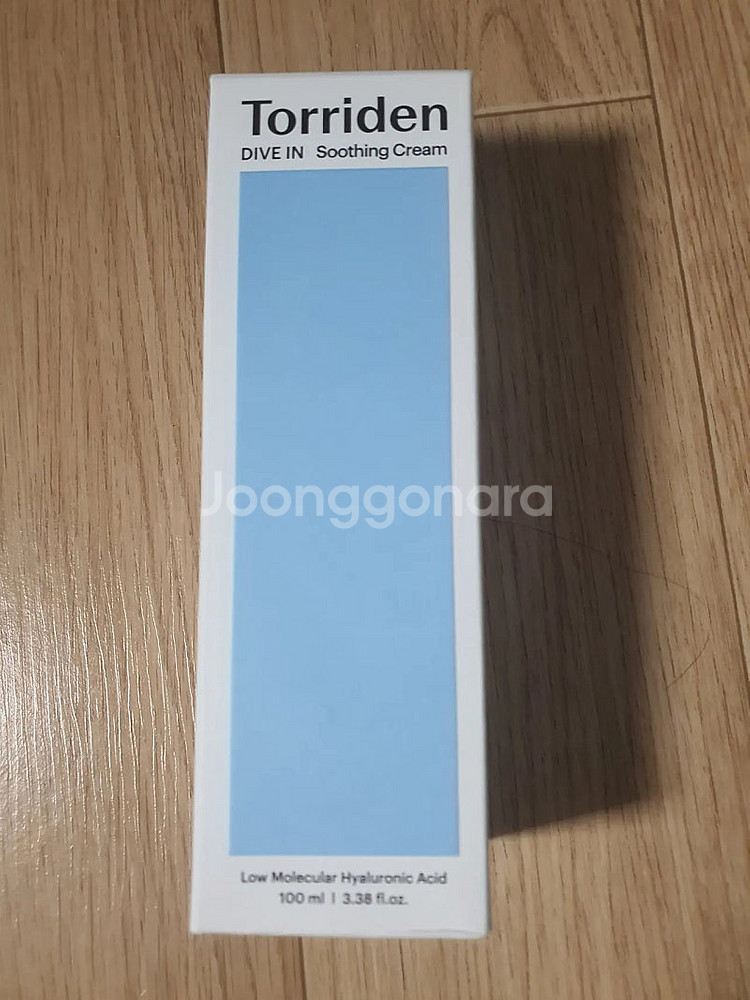 Torriden
DIVE IN Soothing Cream
Joonggonara
Low Molecular Hyaluronic Acid
100 ml | 3.38 fl.oz.